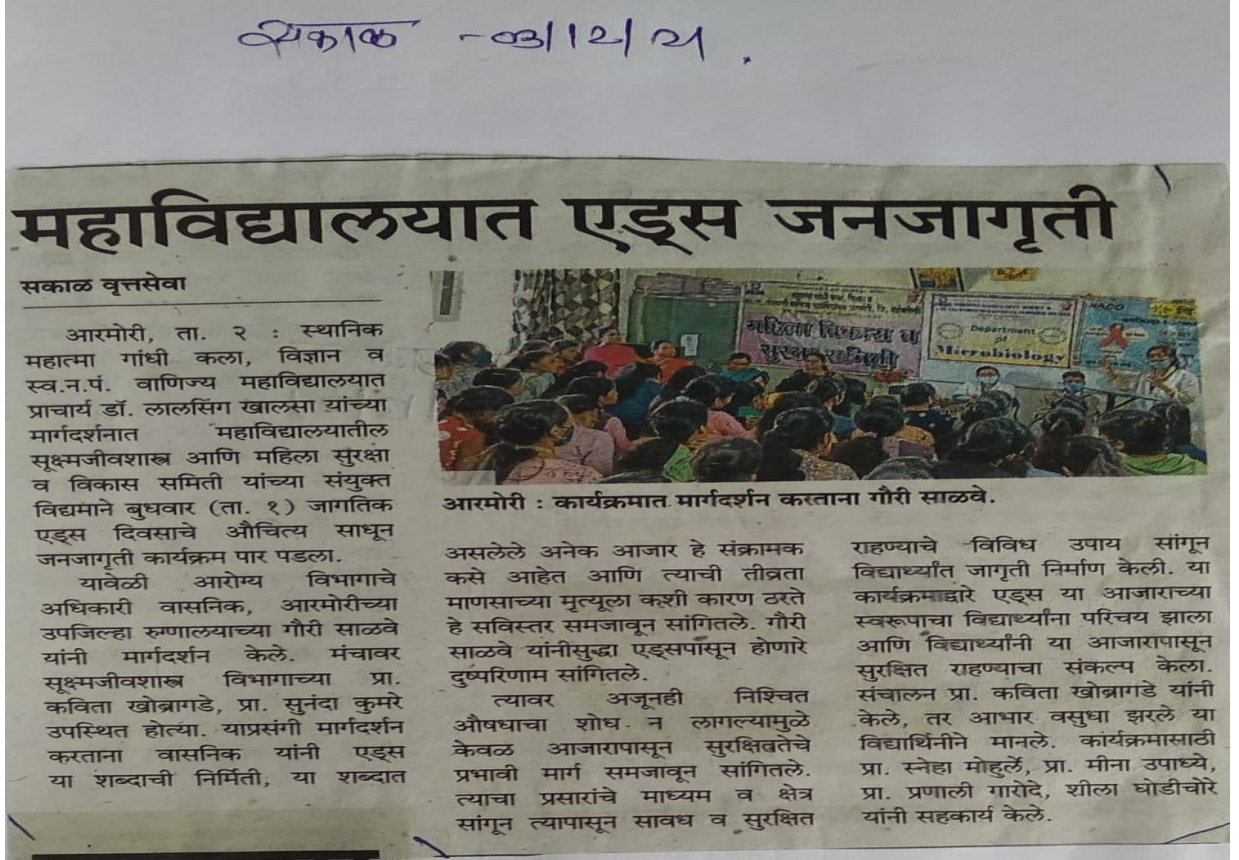 सकाळ -०३/१२/२१.
महाविद्यालयात एड्स जनजागृती
सकाळ वृत्तसेवा
आरमोरी, ता. २ : स्थानिक
महात्मा गांधी कला, विज्ञान व
स्व.न.पं. वाणिज्य महाविद्यालयात
प्राचार्य डॉ. लालसिंग खालसा यांच्या
मार्गदर्शनात महाविद्यालयातील
सूक्ष्मजीवशास्त्र आणि महिला सुरक्षा
व विकास समिती यांच्या संयुक्त
विद्यमाने बुधवार (ता. १) जागतिक
एड्स दिवसाचे औचित्य साधून
जनजागृती कार्यक्रम पार पडला.
यावेळी आरोग्य विभागाचे
अधिकारी वासनिक, आरमोरीच्या
उपजिल्हा रुग्णालयाच्या गौरी साळवे
यांनी मार्गदर्शन केले. मंचावर
सूक्ष्मजीवशास्त्र विभागाच्या प्रा.
कविता खोब्रागडे, प्रा. सुनंदा कुमरे
उपस्थित होत्या. याप्रसंगी मार्गदर्शन
करताना वासनिक यांनी एड्स
या शब्दाची निर्मिती, या शब्दात
महिला विकास व
सुरक्षा समिती
Department
of
Microbiology
NACO
आरमोरी : कार्यक्रमात मार्गदर्शन करताना गौरी साळवे.
असलेले अनेक आजार हे संक्रामक
कसे आहेत आणि त्याची तीव्रता
माणसाच्या मृत्यूला कशी कारण ठरते
हे सविस्तर समजावून सांगितले. गौरी
साळवे यांनीसुद्धा एड्सपासून होणारे
दुष्परिणाम सांगितले.
त्यावर अजूनही निश्चित
औषधाचा शोध न लागल्यामुळे
केवळ आजारापासून सुरक्षिततेचे
प्रभावी मार्ग समजावून सांगितले.
त्याचा प्रसारांचे माध्यम व क्षेत्र
सांगून त्यापासून सावध व सुरक्षित
राहण्याचे विविध उपाय सांगून
विद्यार्थ्यांत जागृती निर्माण केली. या
कार्यक्रमाद्वारे एड्स या आजाराच्या
स्वरूपाचा विद्यार्थ्यांना परिचय झाला
आणि विद्यार्थ्यांनी या आजारापासून
सुरक्षित राहण्याचा संकल्प केला.
संचालन प्रा. कविता खोब्रागडे यांनी
केले, तर आभार वसुधा झरले या
विद्यार्थिनीने मानले. कार्यक्रमासाठी
प्रा. स्नेहा मोहुर्ले, प्रा. मीना उपाध्ये,
प्रा. प्रणाली गारोदे, शीला घोडीचोरे
यांनी सहकार्य केले.